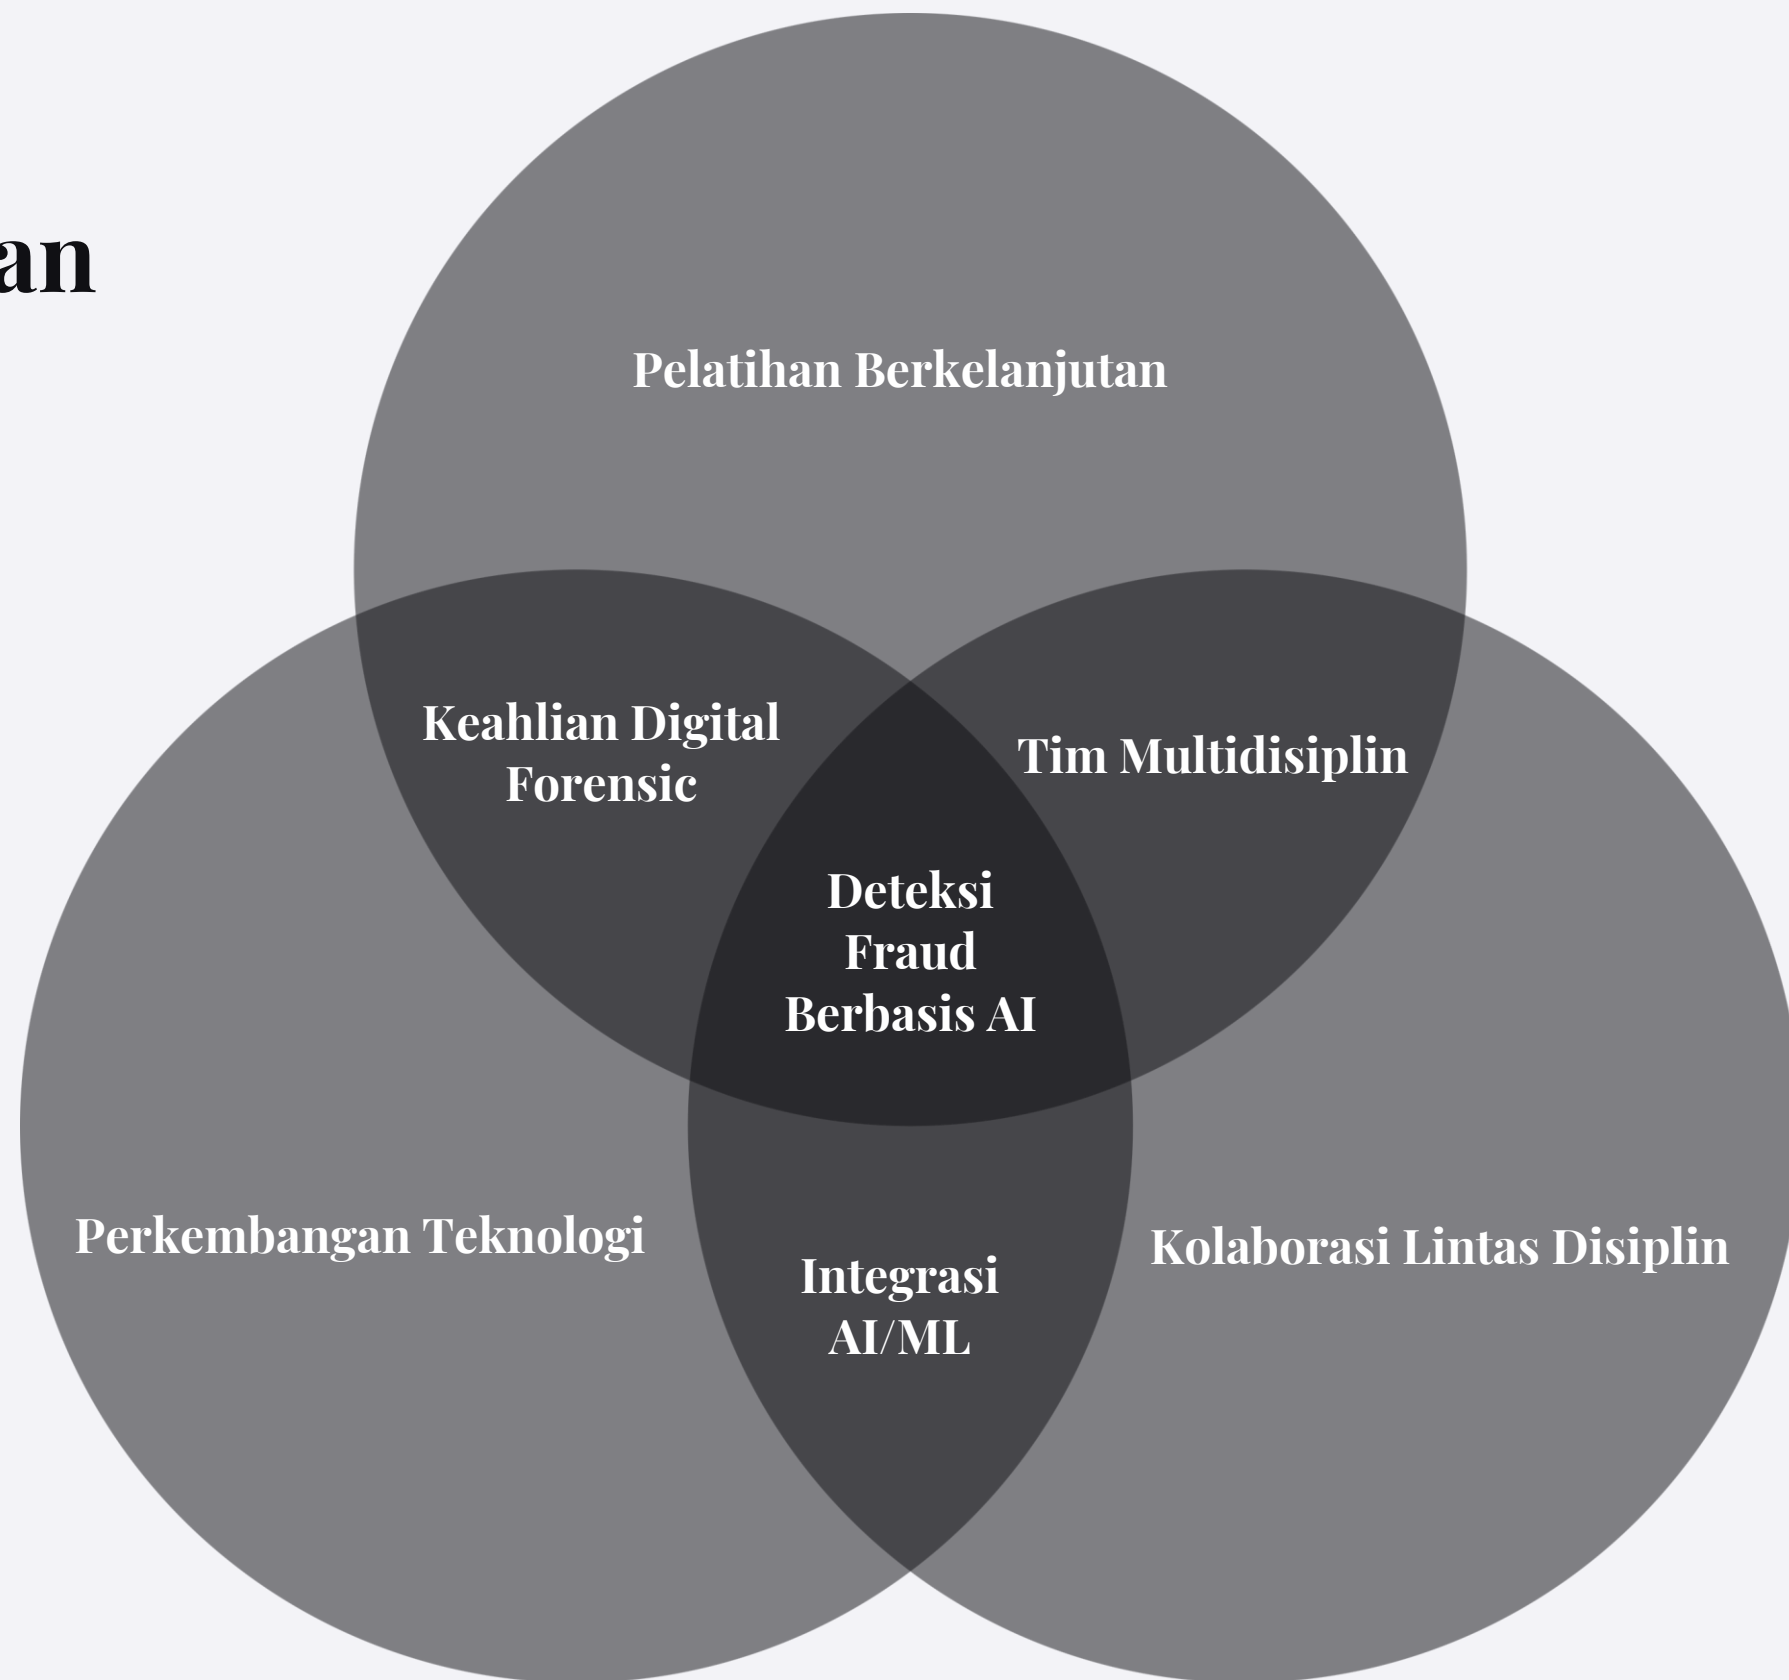 an
Pelatihan Berkelanjutan
Keahlian Digital
Forensic
Tim Multidisiplin
Deteksi
Fraud
Berbasis AI
Perkembangan Teknologi
Kolaborasi Lintas Disiplin
Integrasi
AI/ML